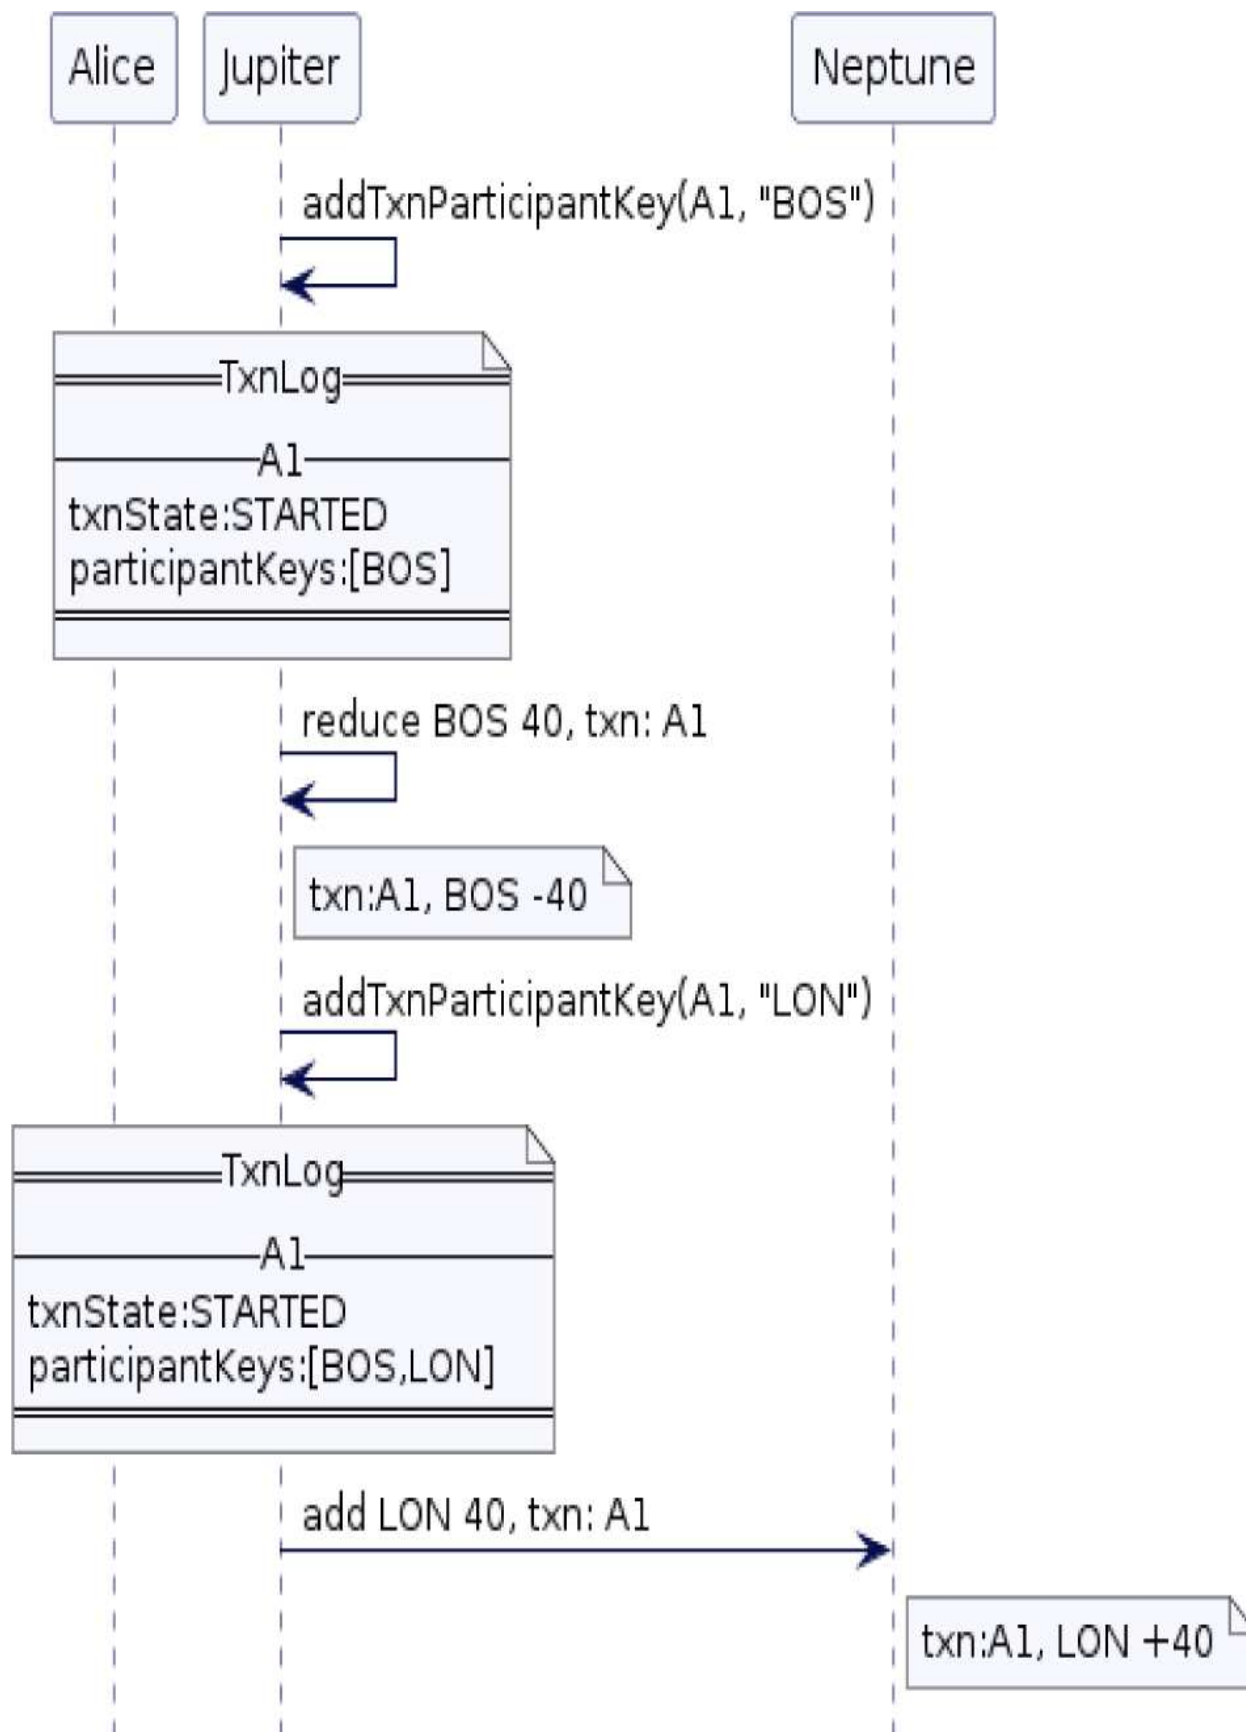 Alice
Jupiter
Neptune
addTxnParticipantKey(A1, "BOS")
TxnLog
A1
txnState:STARTED
participantKeys:[BOS]
reduce BOS 40, txn: A1
txn:A1, BOS -40
addTxnParticipantKey(A1, "LON")
TxnLog
A1
txnState:STARTED
participantKeys:[BOS,LON]
add LON 40, txn: A1
txn:A1, LON +40